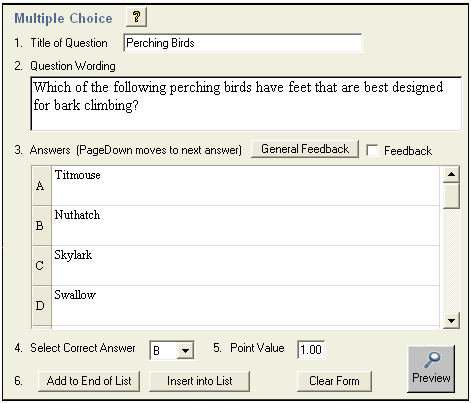 Multiple Choice ?
1. Title of Question Perching Birds
2. Question Wording
Which of the following perching birds have feet that are best designed
for bark climbing?
3. Answers (PageDown moves to next answer) General Feedback Feedback
A Titmouse
B Nuthatch
C Skylark
D Swallow
4. Select Correct Answer B 5. Point Value 1.00
6. Add to End of List Insert into List Clear Form Preview